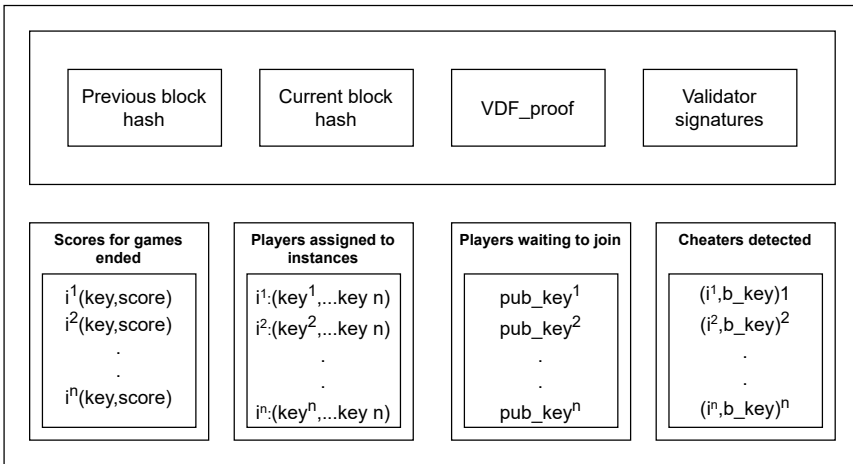 Previous block
hash
Current block
hash
VDF_proof
Validator
signatures
Scores for games
ended
i¹(key,score)
i²(key,score)
.
.
iⁿ(key,score)
Players assigned to
instances
i¹:(key¹,...key n)
i²:(key²,...key n)
.
.
iⁿ:(keyⁿ,...key n)
Players waiting to join
pub_key¹
pub_key²
.
.
pub_keyⁿ
Cheaters detected
(i¹,b_key)1
(i²,b_key)²
.
.
(iⁿ,b_key)ⁿ